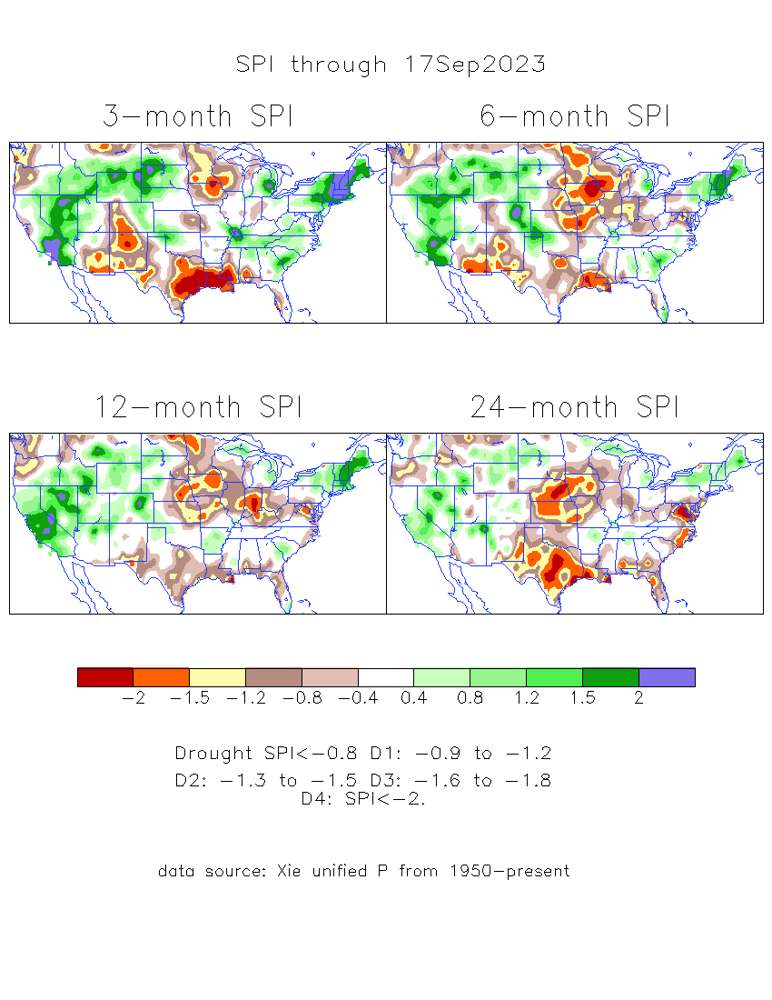 SPI through 17Sep2023
3-month SPI
6-month SPI
12-month SPI
24-month SPI
-2 -1.5 -1.2 -0.8 -0.4 0.4 0.8 1.2 1.5 2
Drought SPI<-0.8 D1: -0.9 to -1.2
D2: -1.3 to -1.5 D3: -1.6 to -1.8
D4: SPI<-2.
data source: Xie unified P from 1950-present